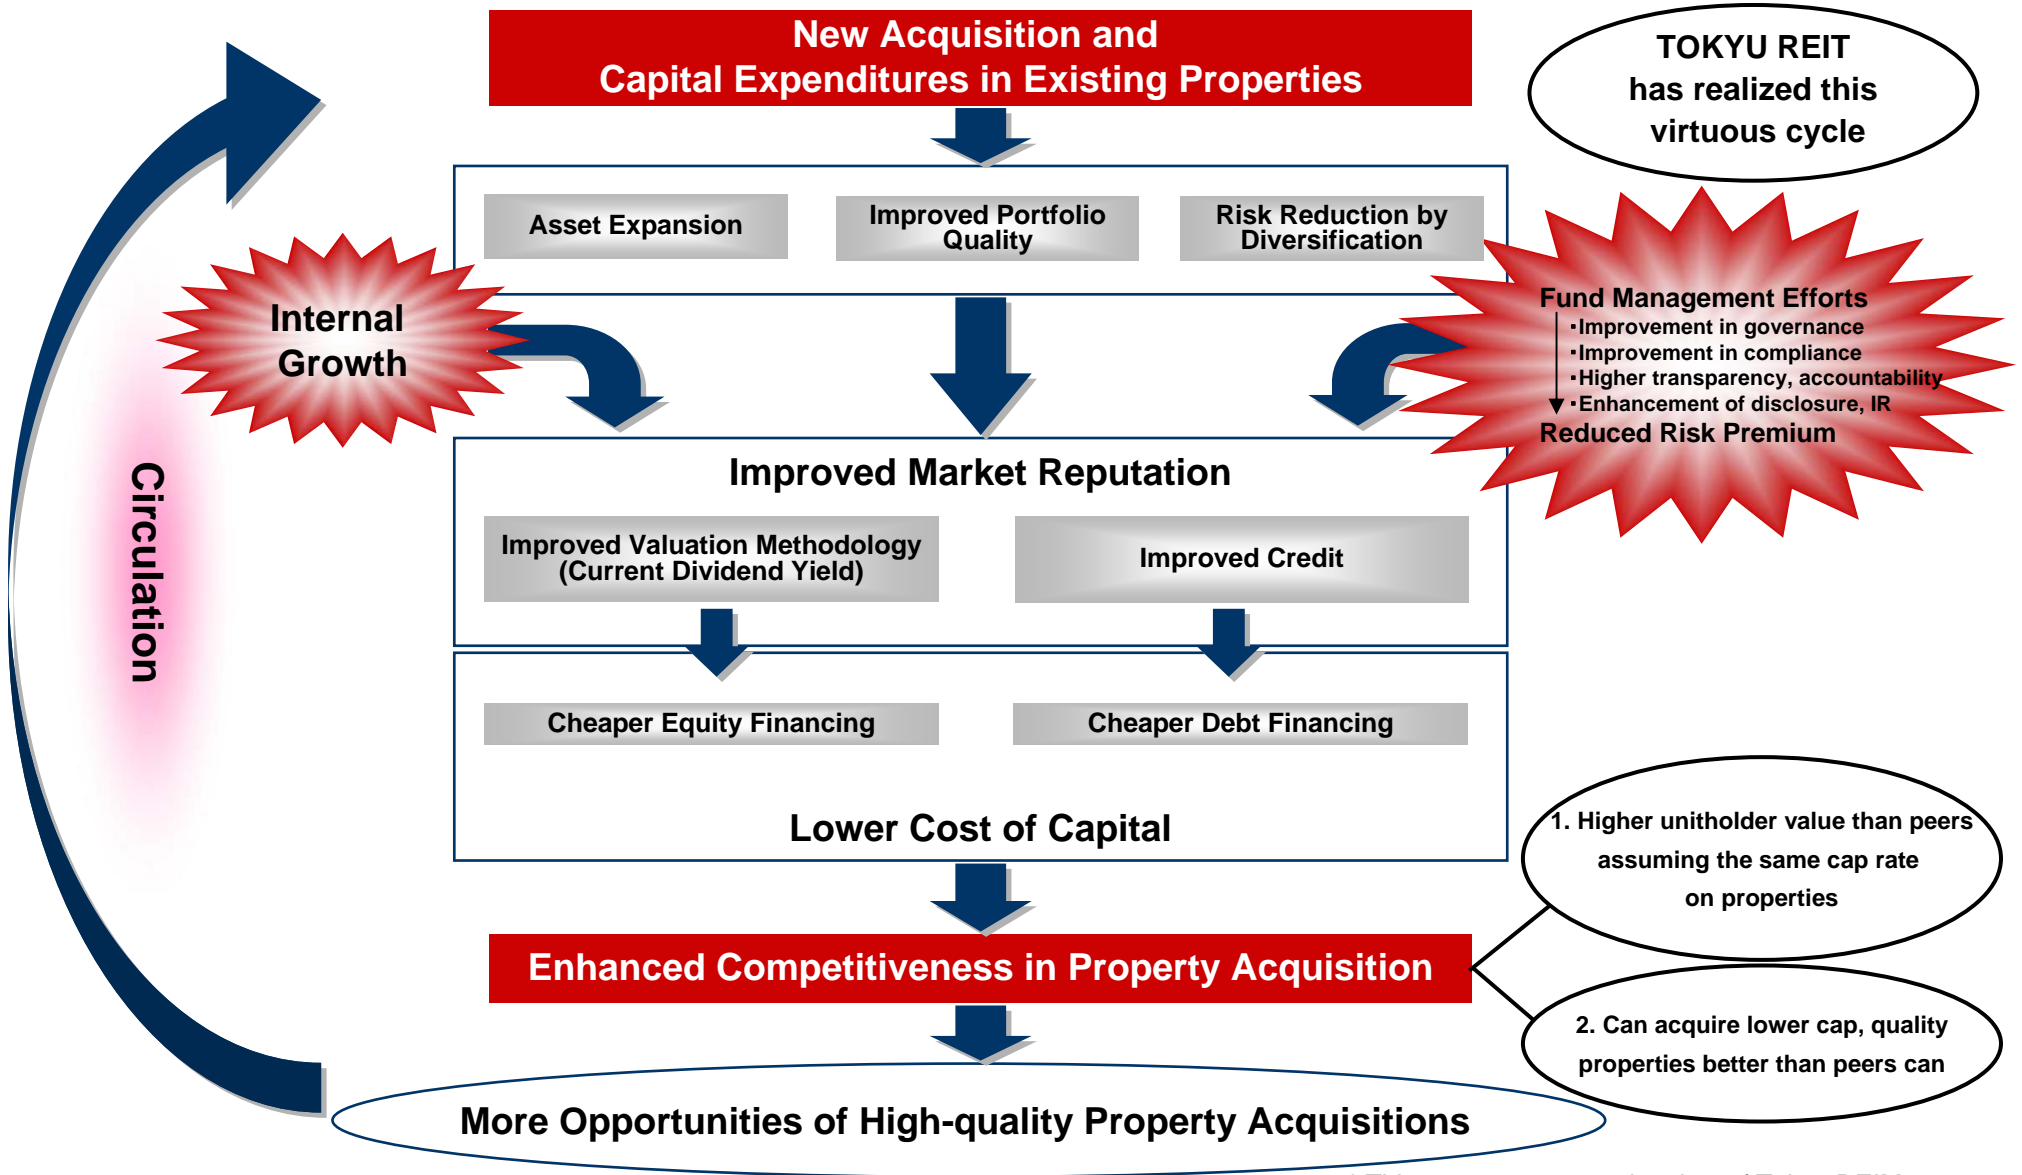 New Acquisition and
Capital Expenditures in Existing Properties
TOKYU REIT
has realized this
virtuous cycle
Asset Expansion
Improved Portfolio
Quality
Risk Reduction by
Diversification
Internal
Growth
Fund Management Efforts
・Improvement in governance
・Improvement in compliance
・Higher transparency, accountability
・Enhancement of disclosure, IR
Reduced Risk Premium
Circulation
Improved Market Reputation
Improved Valuation Methodology
(Current Dividend Yield)
Improved Credit
Cheaper Equity Financing
Cheaper Debt Financing
Lower Cost of Capital
1. Higher unitholder value than peers
assuming the same cap rate
on properties
Enhanced Competitiveness in Property Acquisition
2. Can acquire lower cap, quality
properties better than peers can
More Opportunities of High-quality Property Acquisitions